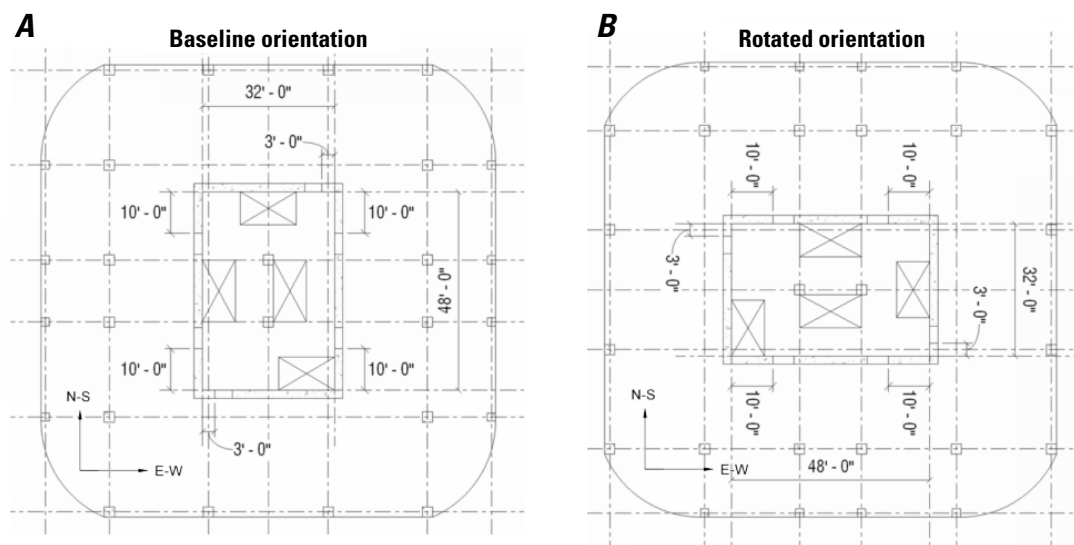 A
Baseline orientation
32' - 0"
3' - 0"
10' - 0"
10' - 0"
48' - 0"
10' - 0"
10' - 0"
N-S
E-W
3' - 0"
B
Rotated orientation
10' - 0"
10' - 0"
3' - 0"
32' - 0"
3' - 0"
10' - 0"
10' - 0"
N-S
E-W
48' - 0"